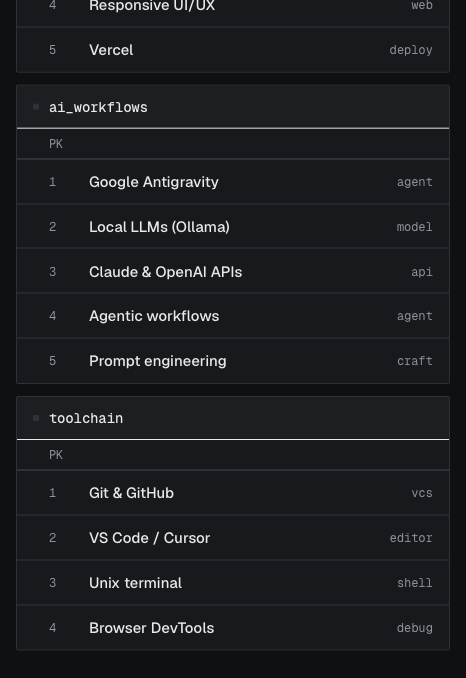 4 Responsive UI/UX web
5 Vercel deploy
ai_workflows
PK
1 Google Antigravity agent
2 Local LLMs (Ollama) model
3 Claude & OpenAI APIs api
4 Agentic workflows agent
5 Prompt engineering craft
toolchain
PK
1 Git & GitHub vcs
2 VS Code / Cursor editor
3 Unix terminal shell
4 Browser DevTools debug